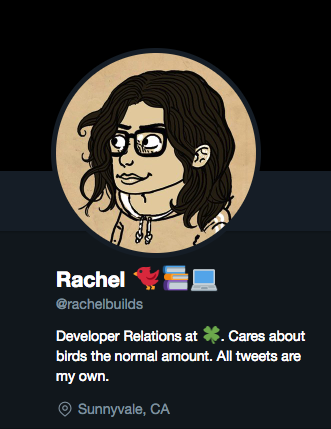 Rachel 🐦📚💻
@rachelbuilds
Developer Relations at 🍀. Cares about
birds the normal amount. All tweets are
my own.
Sunnyvale, CA